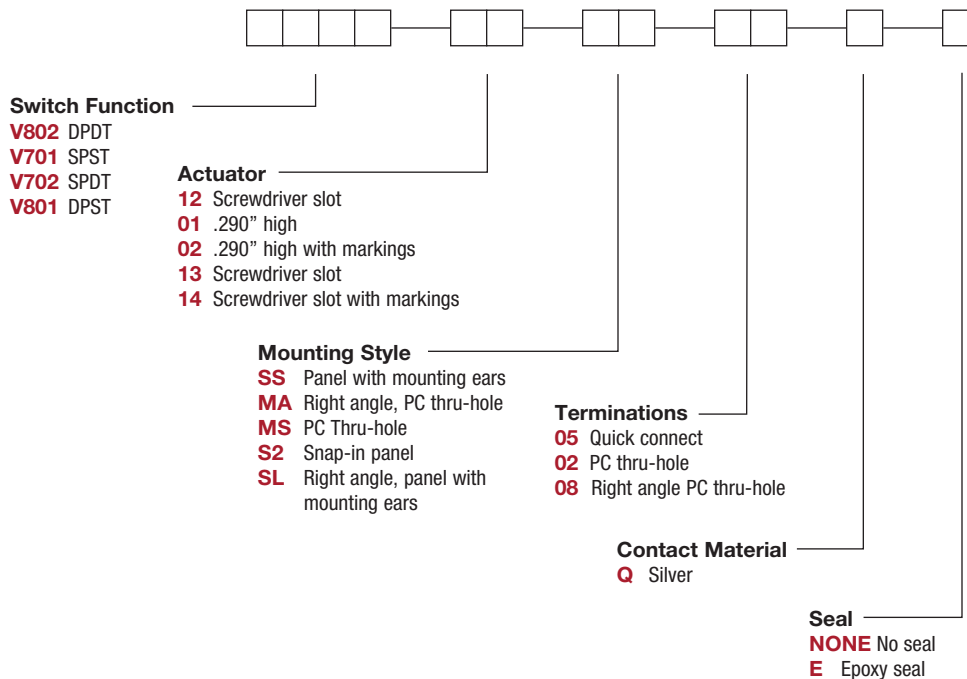 Switch Function
V802 DPDT
V701 SPST
V702 SPDT
V801 DPST
Actuator
12 Screwdriver slot
01 .290” high
02 .290” high with markings
13 Screwdriver slot
14 Screwdriver slot with markings
Mounting Style
SS Panel with mounting ears
MA Right angle, PC thru-hole
MS PC Thru-hole
S2 Snap-in panel
SL Right angle, panel with
mounting ears
Terminations
05 Quick connect
02 PC thru-hole
08 Right angle PC thru-hole
Contact Material
Q Silver
Seal
NONE No seal
E Epoxy seal